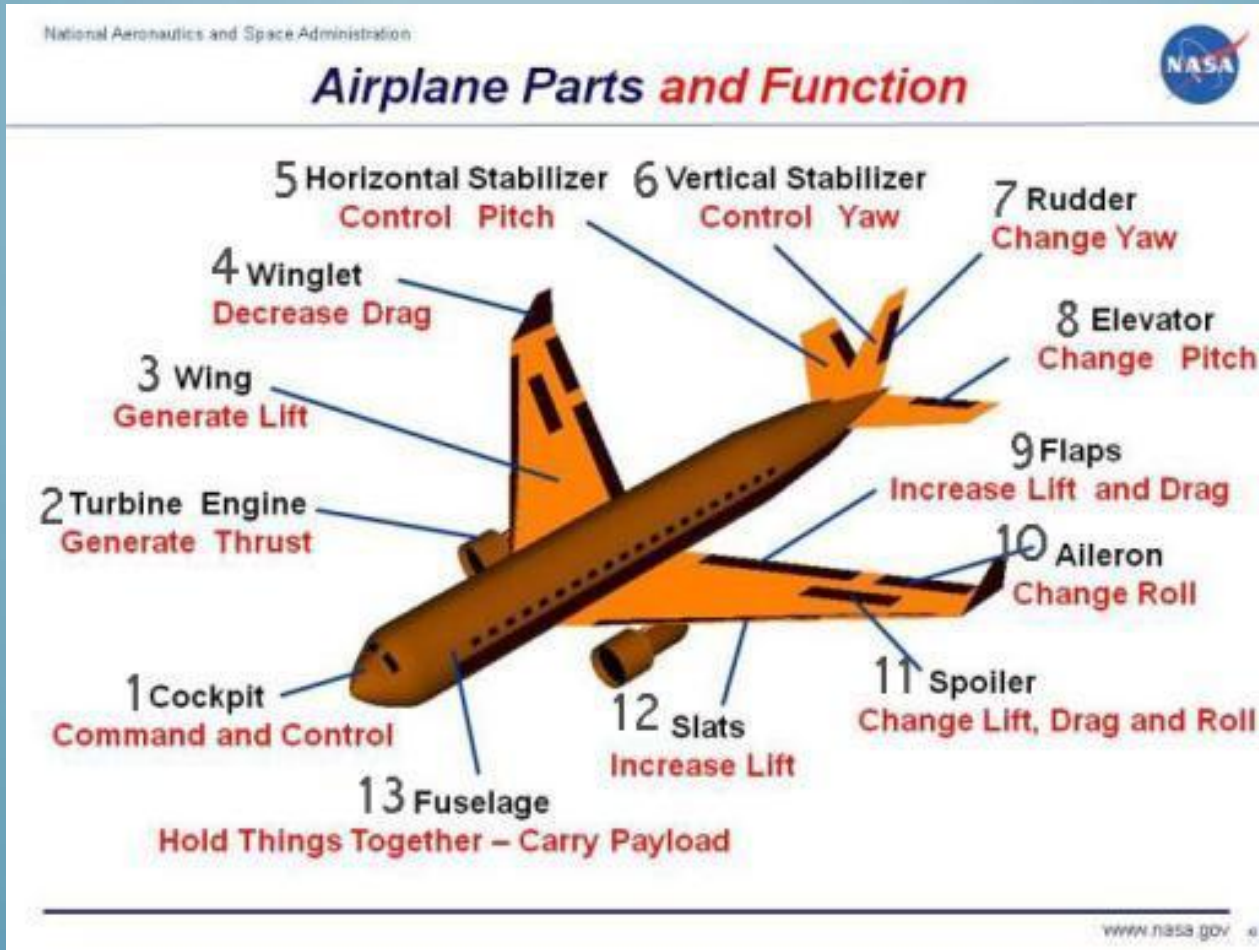 National Aeronautics and Space Administration
NASA
Airplane Parts and Function
5 Horizontal Stabilizer
Control Pitch
6 Vertical Stabilizer
Control Yaw
7 Rudder
Change Yaw
4 Winglet
Decrease Drag
8 Elevator
Change Pitch
3 Wing
Generate Lift
9 Flaps
Increase Lift and Drag
2 Turbine Engine
Generate Thrust
10 Aileron
Change Roll
1 Cockpit
Command and Control
11 Spoiler
Change Lift, Drag and Roll
12 Slats
Increase Lift
13 Fuselage
Hold Things Together – Carry Payload
www.nasa.gov